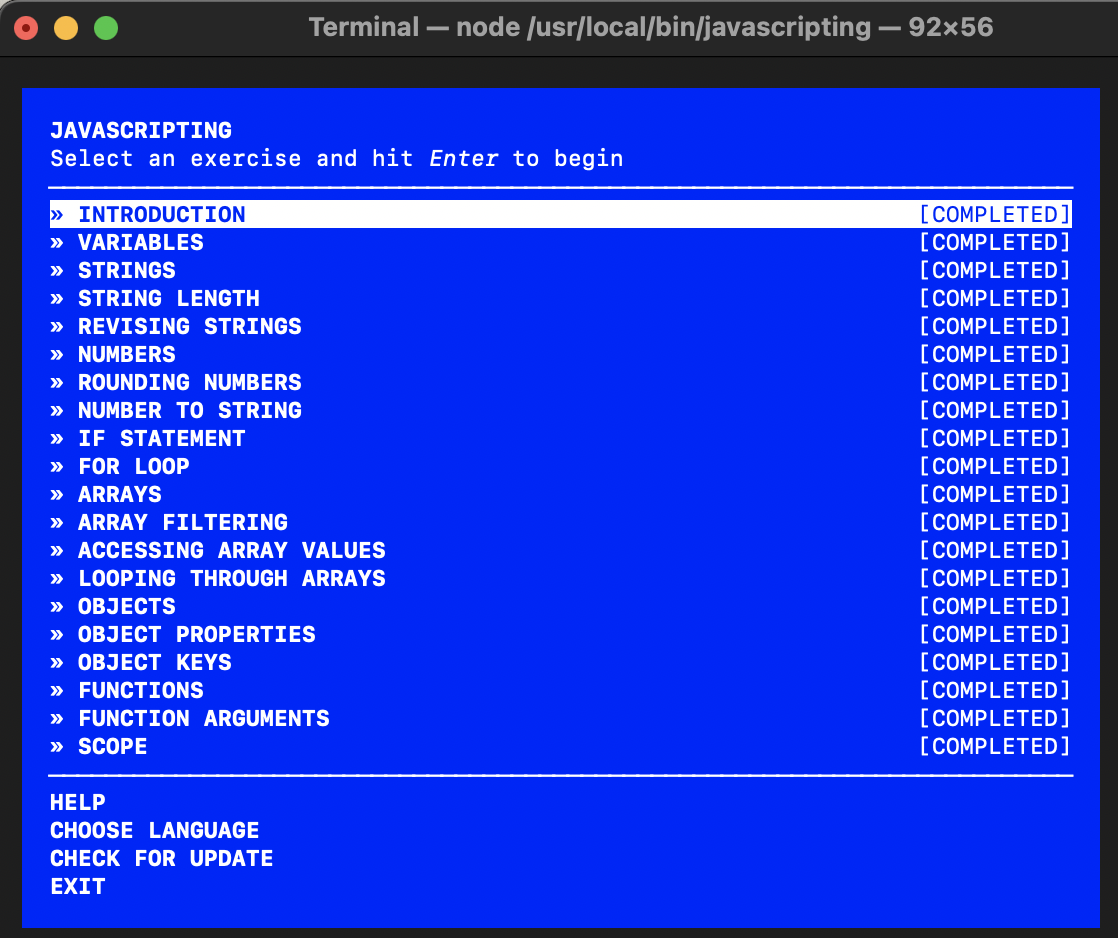 Terminal — node /usr/local/bin/javascripting — 92×56
JAVASCRIPTING
Select an exercise and hit Enter to begin
» INTRODUCTION [COMPLETED]
» VARIABLES [COMPLETED]
» STRINGS [COMPLETED]
» STRING LENGTH [COMPLETED]
» REVISING STRINGS [COMPLETED]
» NUMBERS [COMPLETED]
» ROUNDING NUMBERS [COMPLETED]
» NUMBER TO STRING [COMPLETED]
» IF STATEMENT [COMPLETED]
» FOR LOOP [COMPLETED]
» ARRAYS [COMPLETED]
» ARRAY FILTERING [COMPLETED]
» ACCESSING ARRAY VALUES [COMPLETED]
» LOOPING THROUGH ARRAYS [COMPLETED]
» OBJECTS [COMPLETED]
» OBJECT PROPERTIES [COMPLETED]
» OBJECT KEYS [COMPLETED]
» FUNCTIONS [COMPLETED]
» FUNCTION ARGUMENTS [COMPLETED]
» SCOPE [COMPLETED]
HELP
CHOOSE LANGUAGE
CHECK FOR UPDATE
EXIT